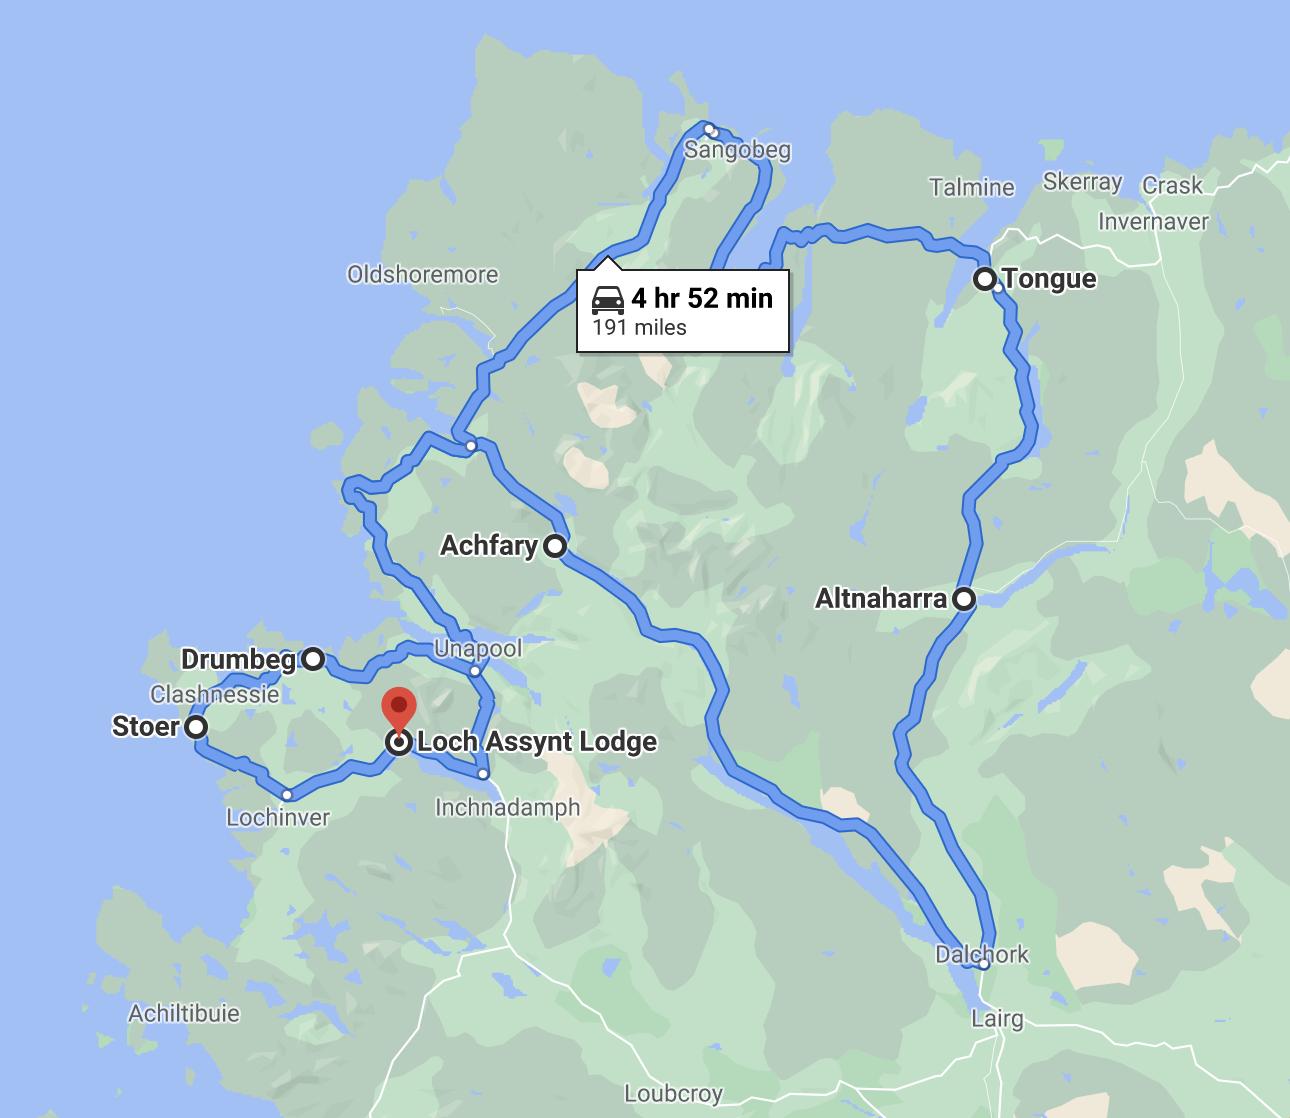 Sangobeg
Talmine
Skerray
Crask
Invernaver
Oldshoremore
Tongue
4 hr 52 min
191 miles
Achfary
Altnaharra
Unapool
Drumbeg
Clashnessie
Stoer
Loch Assynt Lodge
Inchnadamph
Lochinver
Dalchork
Achiltibuie
Lairg
Loubcroy